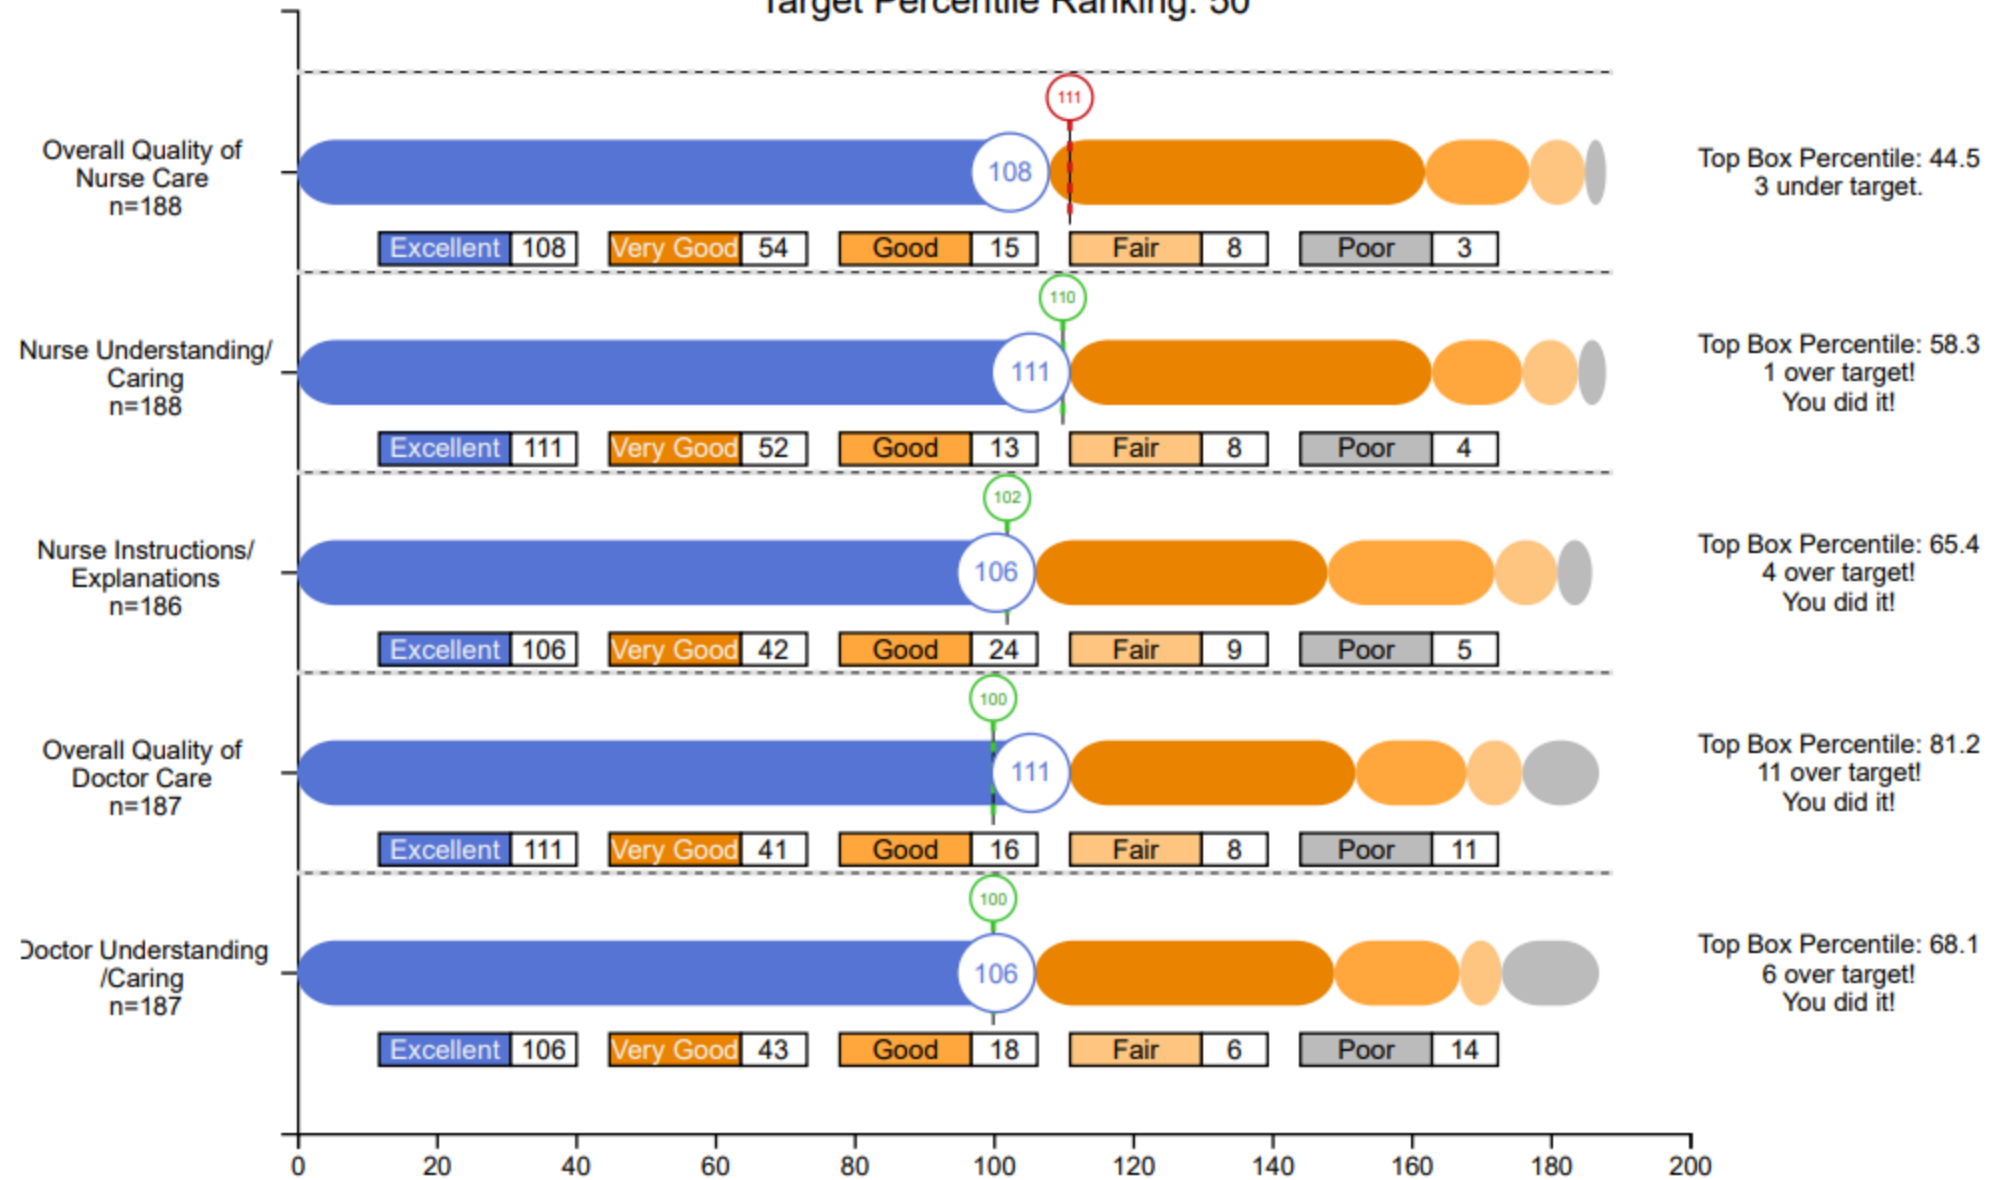 Target Percentile Ranking: 50
111
Overall Quality of
Nurse Care
n=188
108
Top Box Percentile: 44.5
3 under target.
Excellent 108 Very Good 54 Good 15 Fair 8 Poor 3
110
Nurse Understanding/
Caring
n=188
111
Top Box Percentile: 58.3
1 over target!
You did it!
Excellent 111 Very Good 52 Good 13 Fair 8 Poor 4
102
Nurse Instructions/
Explanations
n=186
106
Top Box Percentile: 65.4
4 over target!
You did it!
Excellent 106 Very Good 42 Good 24 Fair 9 Poor 5
100
Overall Quality of
Doctor Care
n=187
111
Top Box Percentile: 81.2
11 over target!
You did it!
Excellent 111 Very Good 41 Good 16 Fair 8 Poor 11
100
Doctor Understanding
/Caring
n=187
106
Top Box Percentile: 68.1
6 over target!
You did it!
Excellent 106 Very Good 43 Good 18 Fair 6 Poor 14
0 20 40 60 80 100 120 140 160 180 200